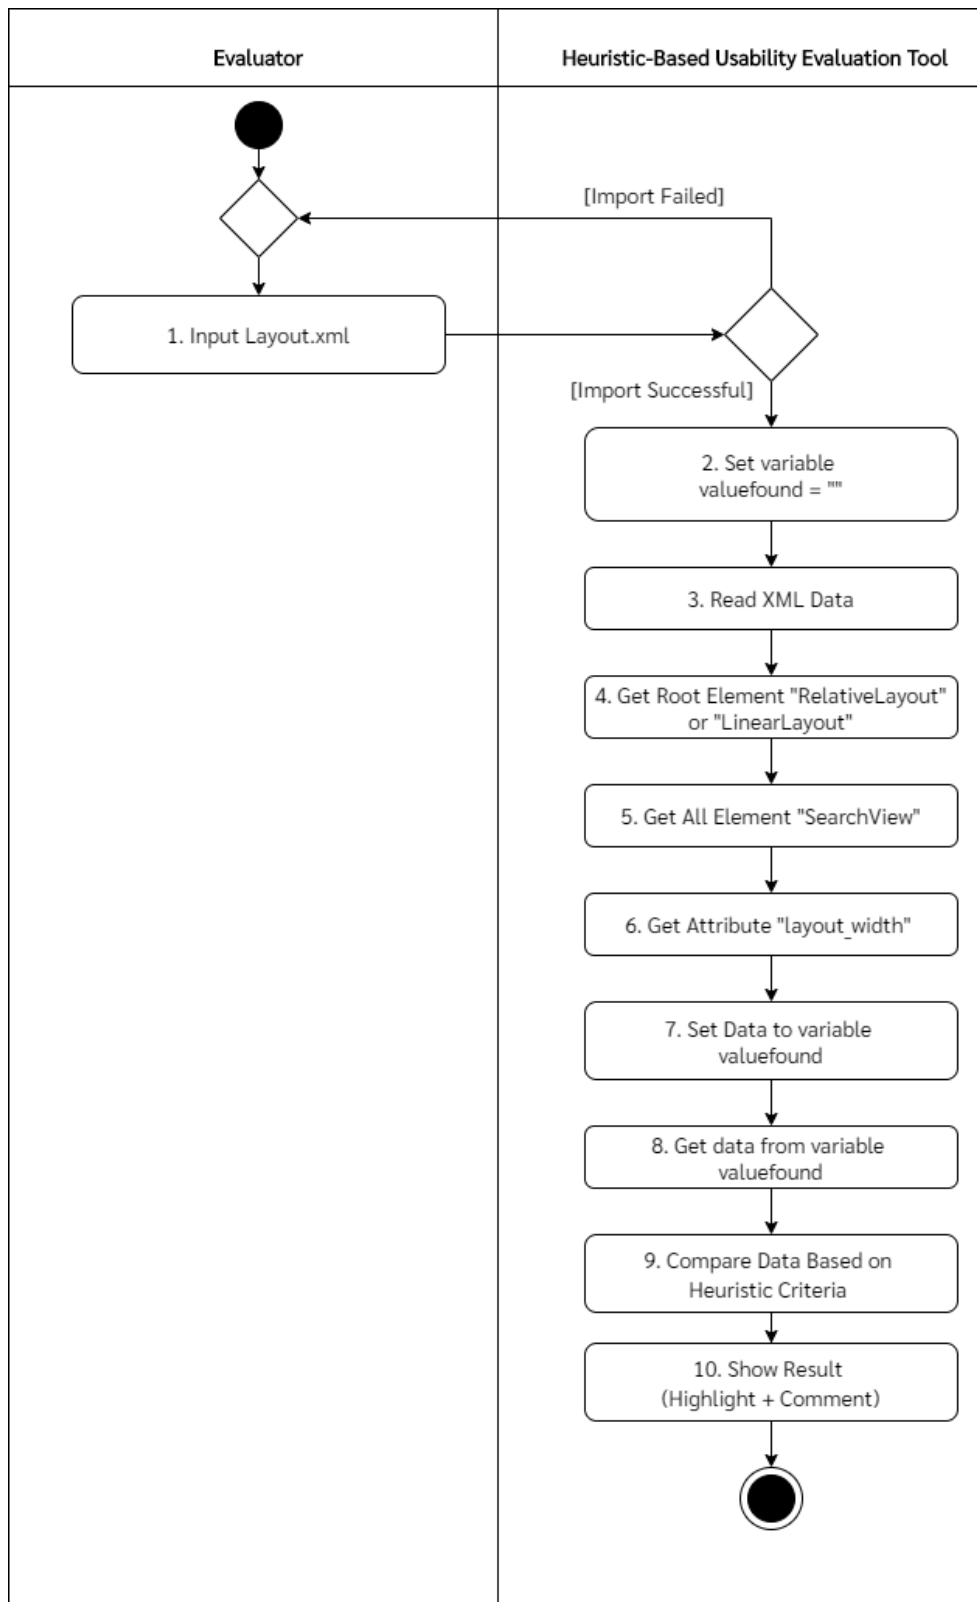 Evaluator
Heuristic-Based Usability Evaluation Tool
[Import Failed]
1. Input Layout.xml
[Import Successful]
2. Set variable
valuefound = ""
3. Read XML Data
4. Get Root Element "RelativeLayout"
or "LinearLayout"
5. Get All Element "SearchView"
6. Get Attribute "layout_width"
7. Set Data to variable
valuefound
8. Get data from variable
valuefound
9. Compare Data Based on
Heuristic Criteria
10. Show Result
(Highlight + Comment)